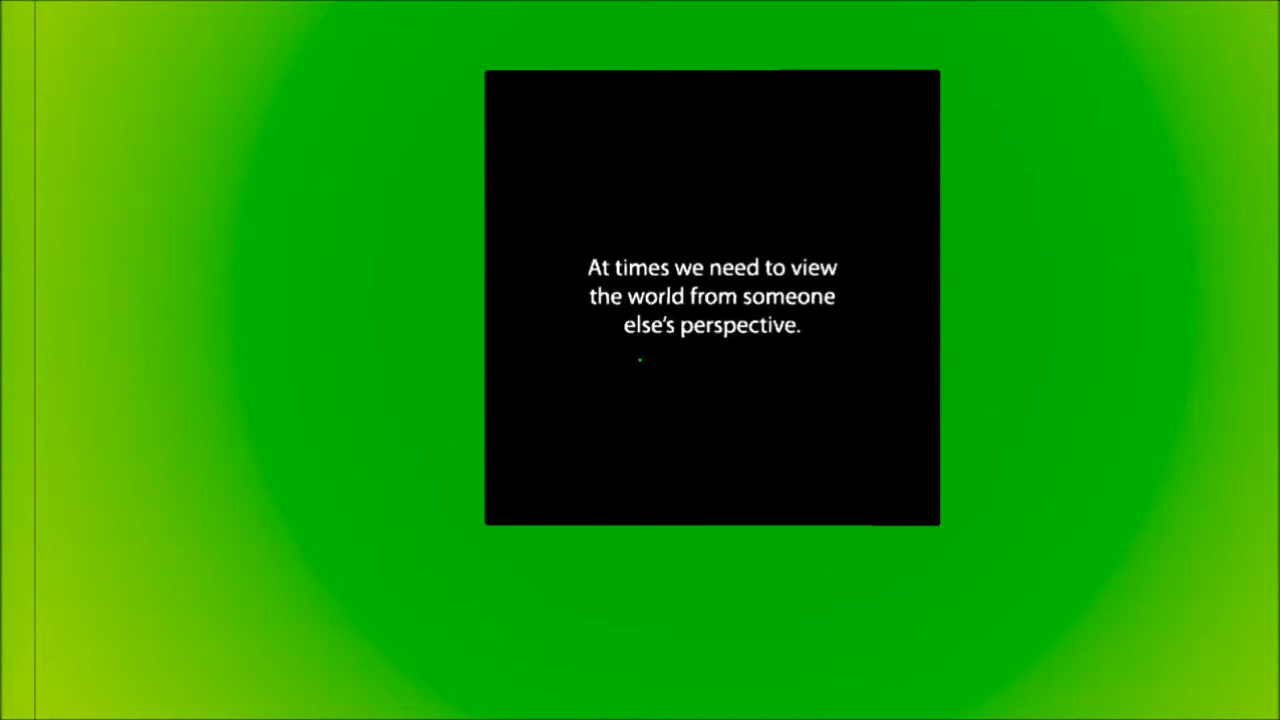 At times we need to view
the world from someone
else's perspective.